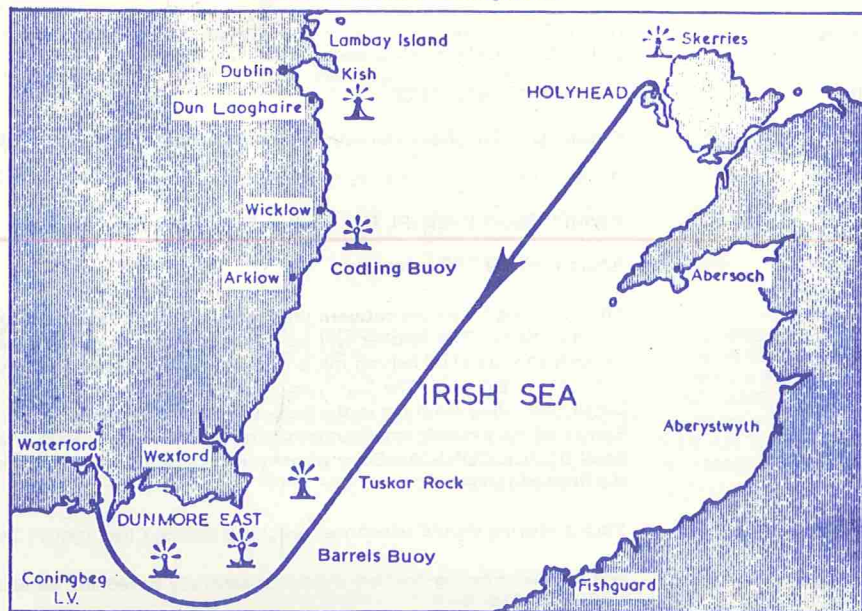 Lambay Island
Skerries
Dublin
Kish
HOLYHEAD
Dun Laoghaire
Wicklow
Codling Buoy
Abersoch
Arklow
IRISH SEA
Aberystwyth
Waterford
Wexford
Tuskar Rock
DUNMORE EAST
Barrels Buoy
Coningbeg
L.V.
Fishguard